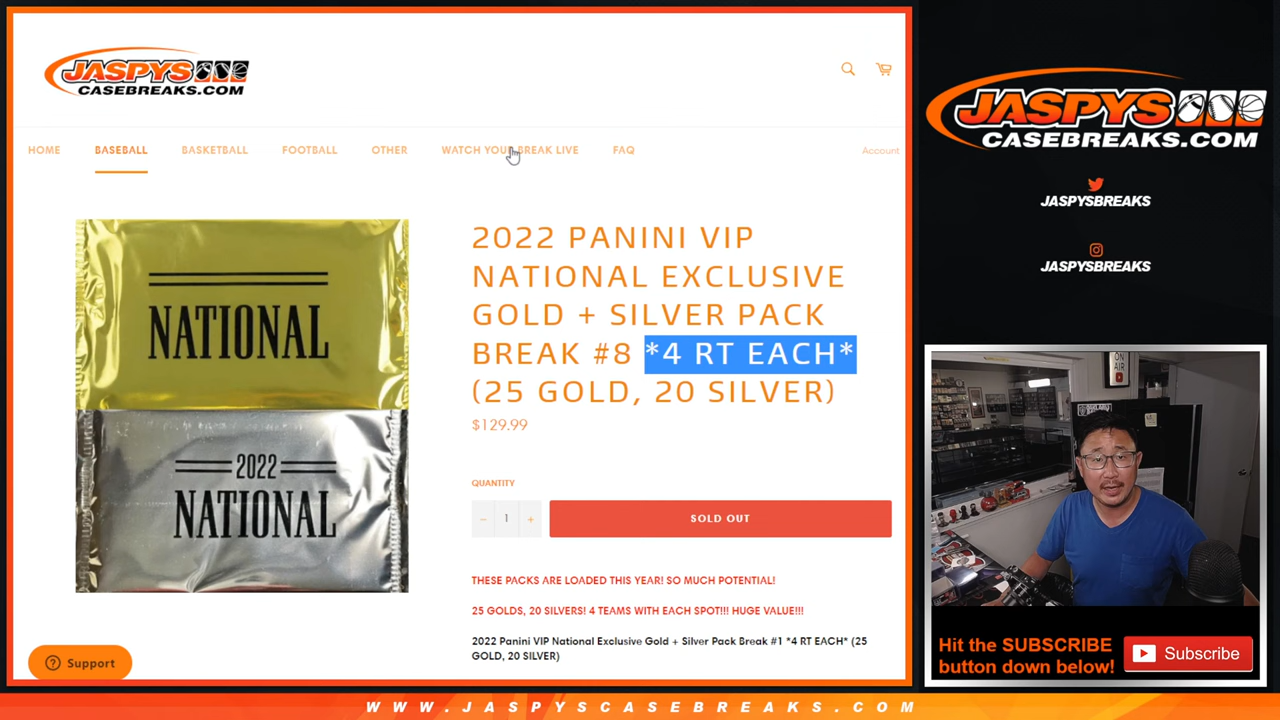 JASPYS
CASEBREAKS.COM
HOME BASEBALL BASKETBALL FOOTBALL OTHER WATCH YOUR BREAK LIVE FAQ Account
NATIONAL
2022
NATIONAL
2022 PANINI VIP
NATIONAL EXCLUSIVE
GOLD + SILVER PACK
BREAK #8 *4 RT EACH*
(25 GOLD, 20 SILVER)
$129.99
QUANTITY
− 1 +
SOLD OUT
THESE PACKS ARE LOADED THIS YEAR! SO MUCH POTENTIAL!
25 GOLDS, 20 SILVERS! 4 TEAMS WITH EACH SPOT!!! HUGE VALUE!!!
2022 Panini VIP National Exclusive Gold + Silver Pack Break #1 *4 RT EACH* (25
GOLD, 20 SILVER)
Support
JASPYS
CASEBREAKS.COM
JASPYSBREAKS
JASPYSBREAKS
ON
AIR
Hit the SUBSCRIBE
button down below!
Subscribe
WWW.JASPYSCASEBREAKS.COM